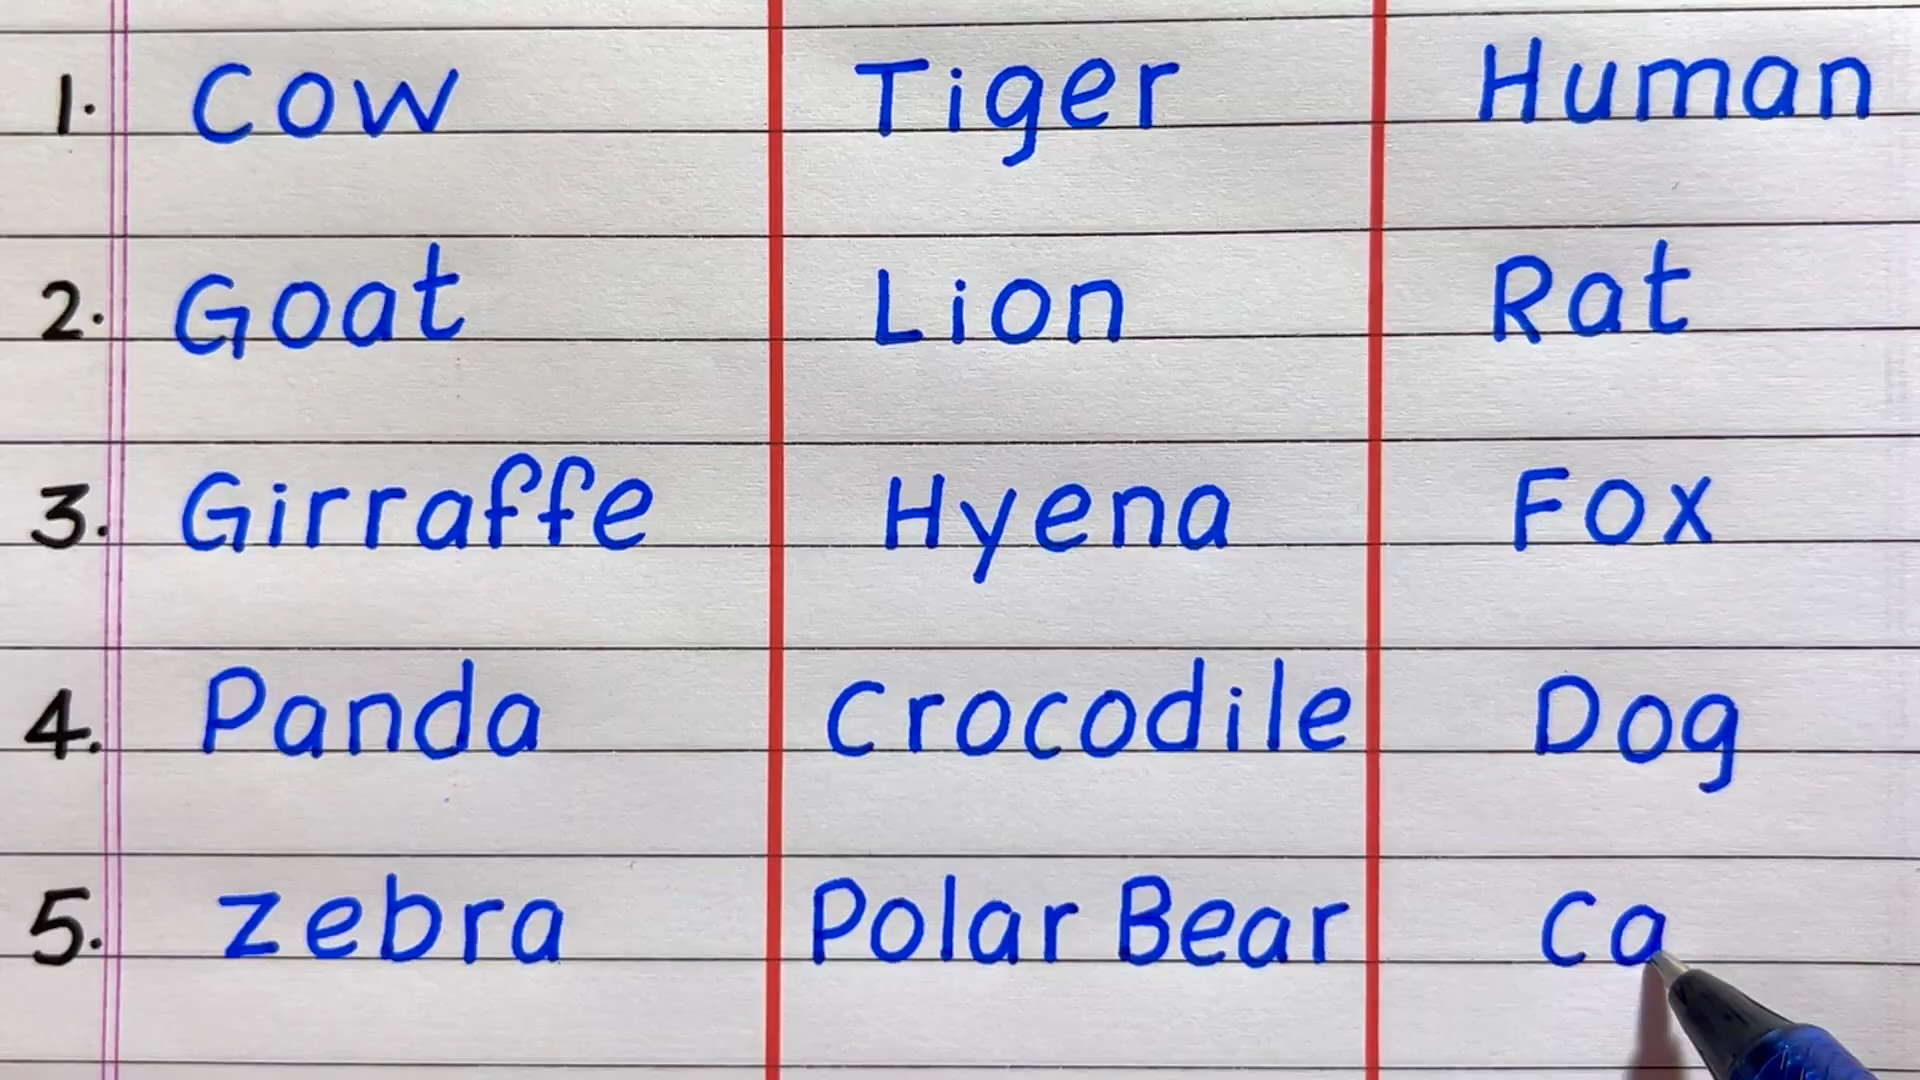 1. Cow Tiger Human
2. Goat Lion Rat
3. Girraffe Hyena Fox
4. Panda Crocodile Dog
5. Zebra Polar Bear Ca